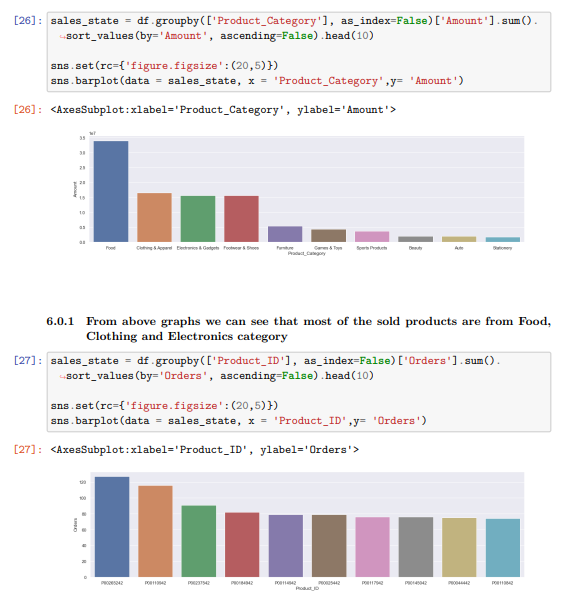 [26]: sales_state = df.groupby(['Product_Category'], as_index=False)['Amount'].sum().
↪sort_values(by='Amount', ascending=False).head(10)
sns.set(rc={'figure.figsize':(20,5)})
sns.barplot(data = sales_state, x = 'Product_Category',y= 'Amount')
[26]: <AxesSubplot:xlabel='Product_Category', ylabel='Amount'>
1e7
3.5
3.0
2.5
2.0
1.5
1.0
0.5
0.0
Amount
Food Clothing & Apparel Electronics & Gadgets Footwear & Shoes Furniture Games & Toys Sports Products Beauty Auto Stationery
Product_Category
6.0.1 From above graphs we can see that most of the sold products are from Food,
Clothing and Electronics category
[27]: sales_state = df.groupby(['Product_ID'], as_index=False)['Orders'].sum().
↪sort_values(by='Orders', ascending=False).head(10)
sns.set(rc={'figure.figsize':(20,5)})
sns.barplot(data = sales_state, x = 'Product_ID',y= 'Orders')
[27]: <AxesSubplot:xlabel='Product_ID', ylabel='Orders'>
120
100
80
60
40
20
0
Orders
P00265242 P00110942 P00237542 P00184942 P00114942 P00025442 P00117942 P00145042 P00044442 P00110842
Product_ID